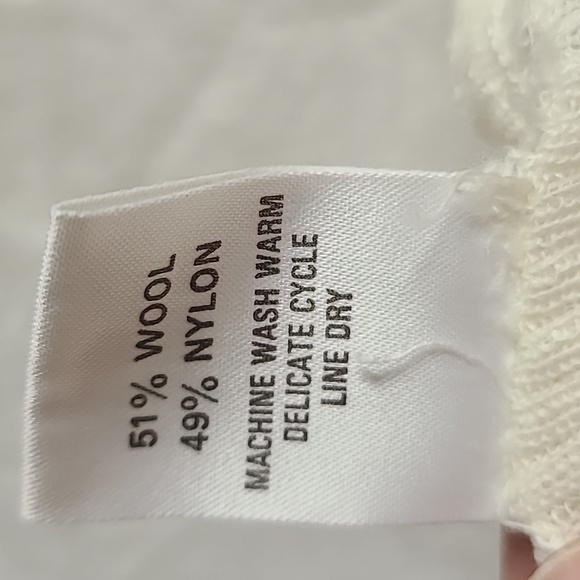 51% WOOL
49% NYLON
MACHINE WASH WARM
DELICATE CYCLE
LINE DRY